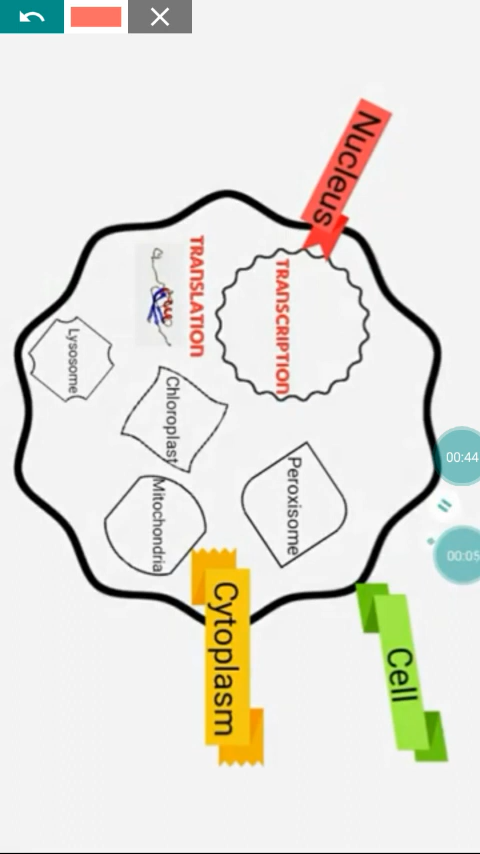 00:44
00:05
Nucleus
TRANSCRIPTION
TRANSLATION
Peroxisome
Chloroplast
Mitochondria
Lysosome
Cell
Cytoplasm